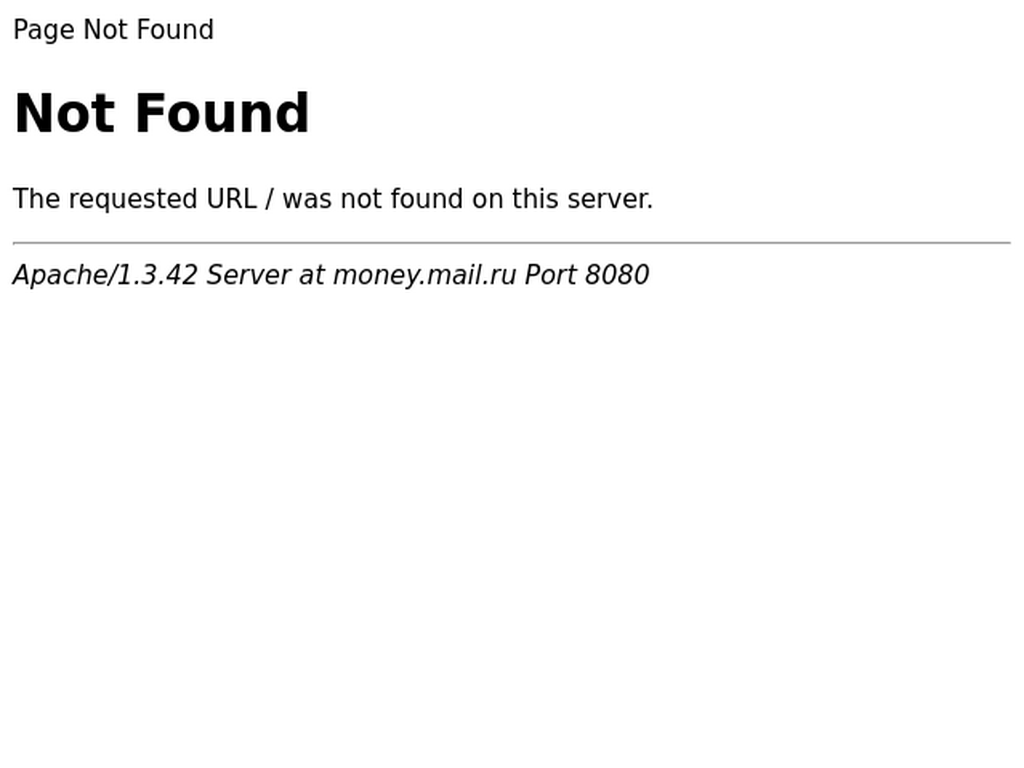 Page Not Found
Not Found
The requested URL / was not found on this server.
Apache/1.3.42 Server at money.mail.ru Port 8080